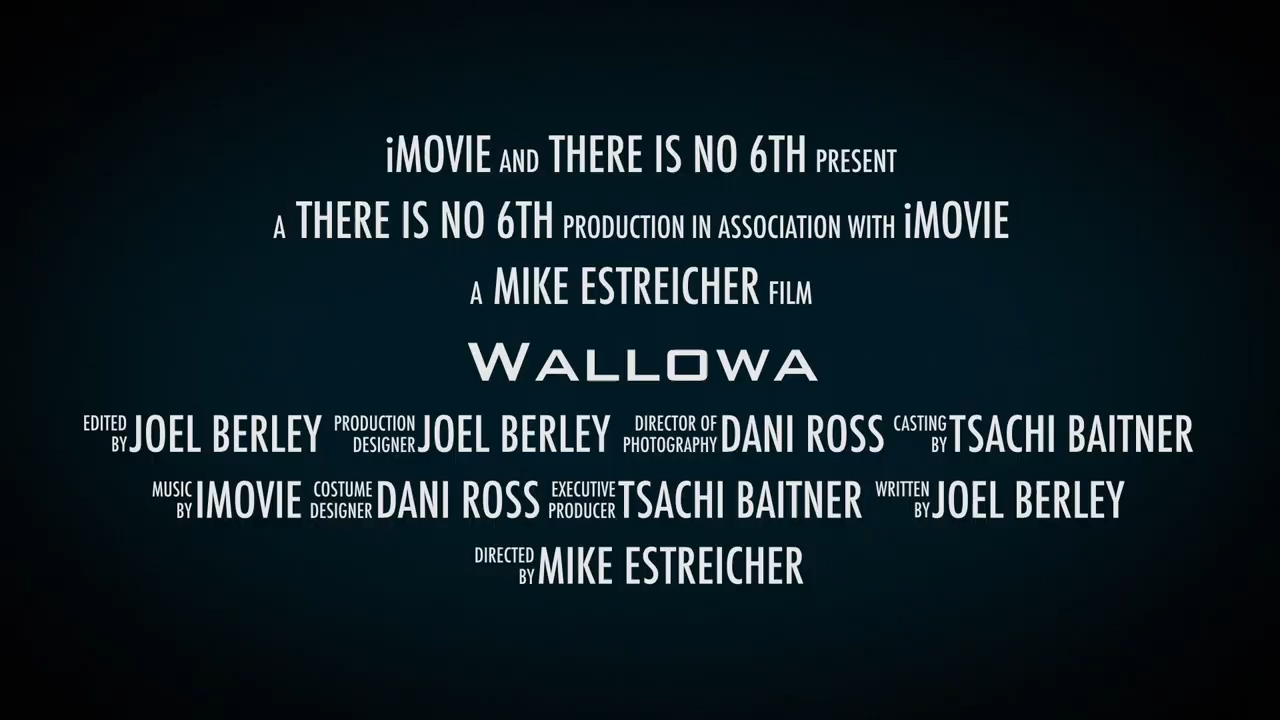 iMOVIE AND THERE IS NO 6TH PRESENT
A THERE IS NO 6TH PRODUCTION IN ASSOCIATION WITH iMOVIE
A MIKE ESTREICHER FILM
WALLOWA
EDITED BY JOEL BERLEY PRODUCTION DESIGNER JOEL BERLEY DIRECTOR OF PHOTOGRAPHY DANI ROSS CASTING BY TSACHI BAITNER
MUSIC BY IMOVIE COSTUME DESIGNER DANI ROSS EXECUTIVE PRODUCER TSACHI BAITNER WRITTEN BY JOEL BERLEY
DIRECTED BY MIKE ESTREICHER